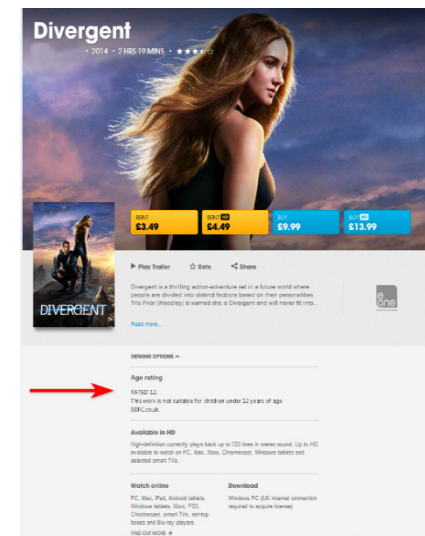 Divergent
• 2014 • 2 HRS 19 MINS •
RENT
£3.49
RENT HD
£4.49
BUY
£9.99
BUY HD
£13.99
DIVERGENT
Play Trailer
Rate
Share
Divergent is a thrilling action-adventure set in a future world where
people are divided into distinct factions based on their personalities.
Tris Prior (Woodley) is warned she is Divergent and will never fit into...
Read more...
e one
VIEWING OPTIONS
Age rating
RATED 12.
This work is not suitable for children under 12 years of age
BBFC.co.uk.
Available in HD
High-definition currently plays back up to 720 lines in stereo sound. Up to HD
available to watch on PC, Mac, Xbox, Chromecast, Windows tablets and
selected smart TVs.
Watch online
PC, Mac, iPad, Android tablets,
Windows tablets, Xbox, PS3,
Chromecast, smart TVs, set-top
boxes and Blu-ray players.
FIND OUT MORE
Download
Windows PC (UK internet connection
required to acquire license)